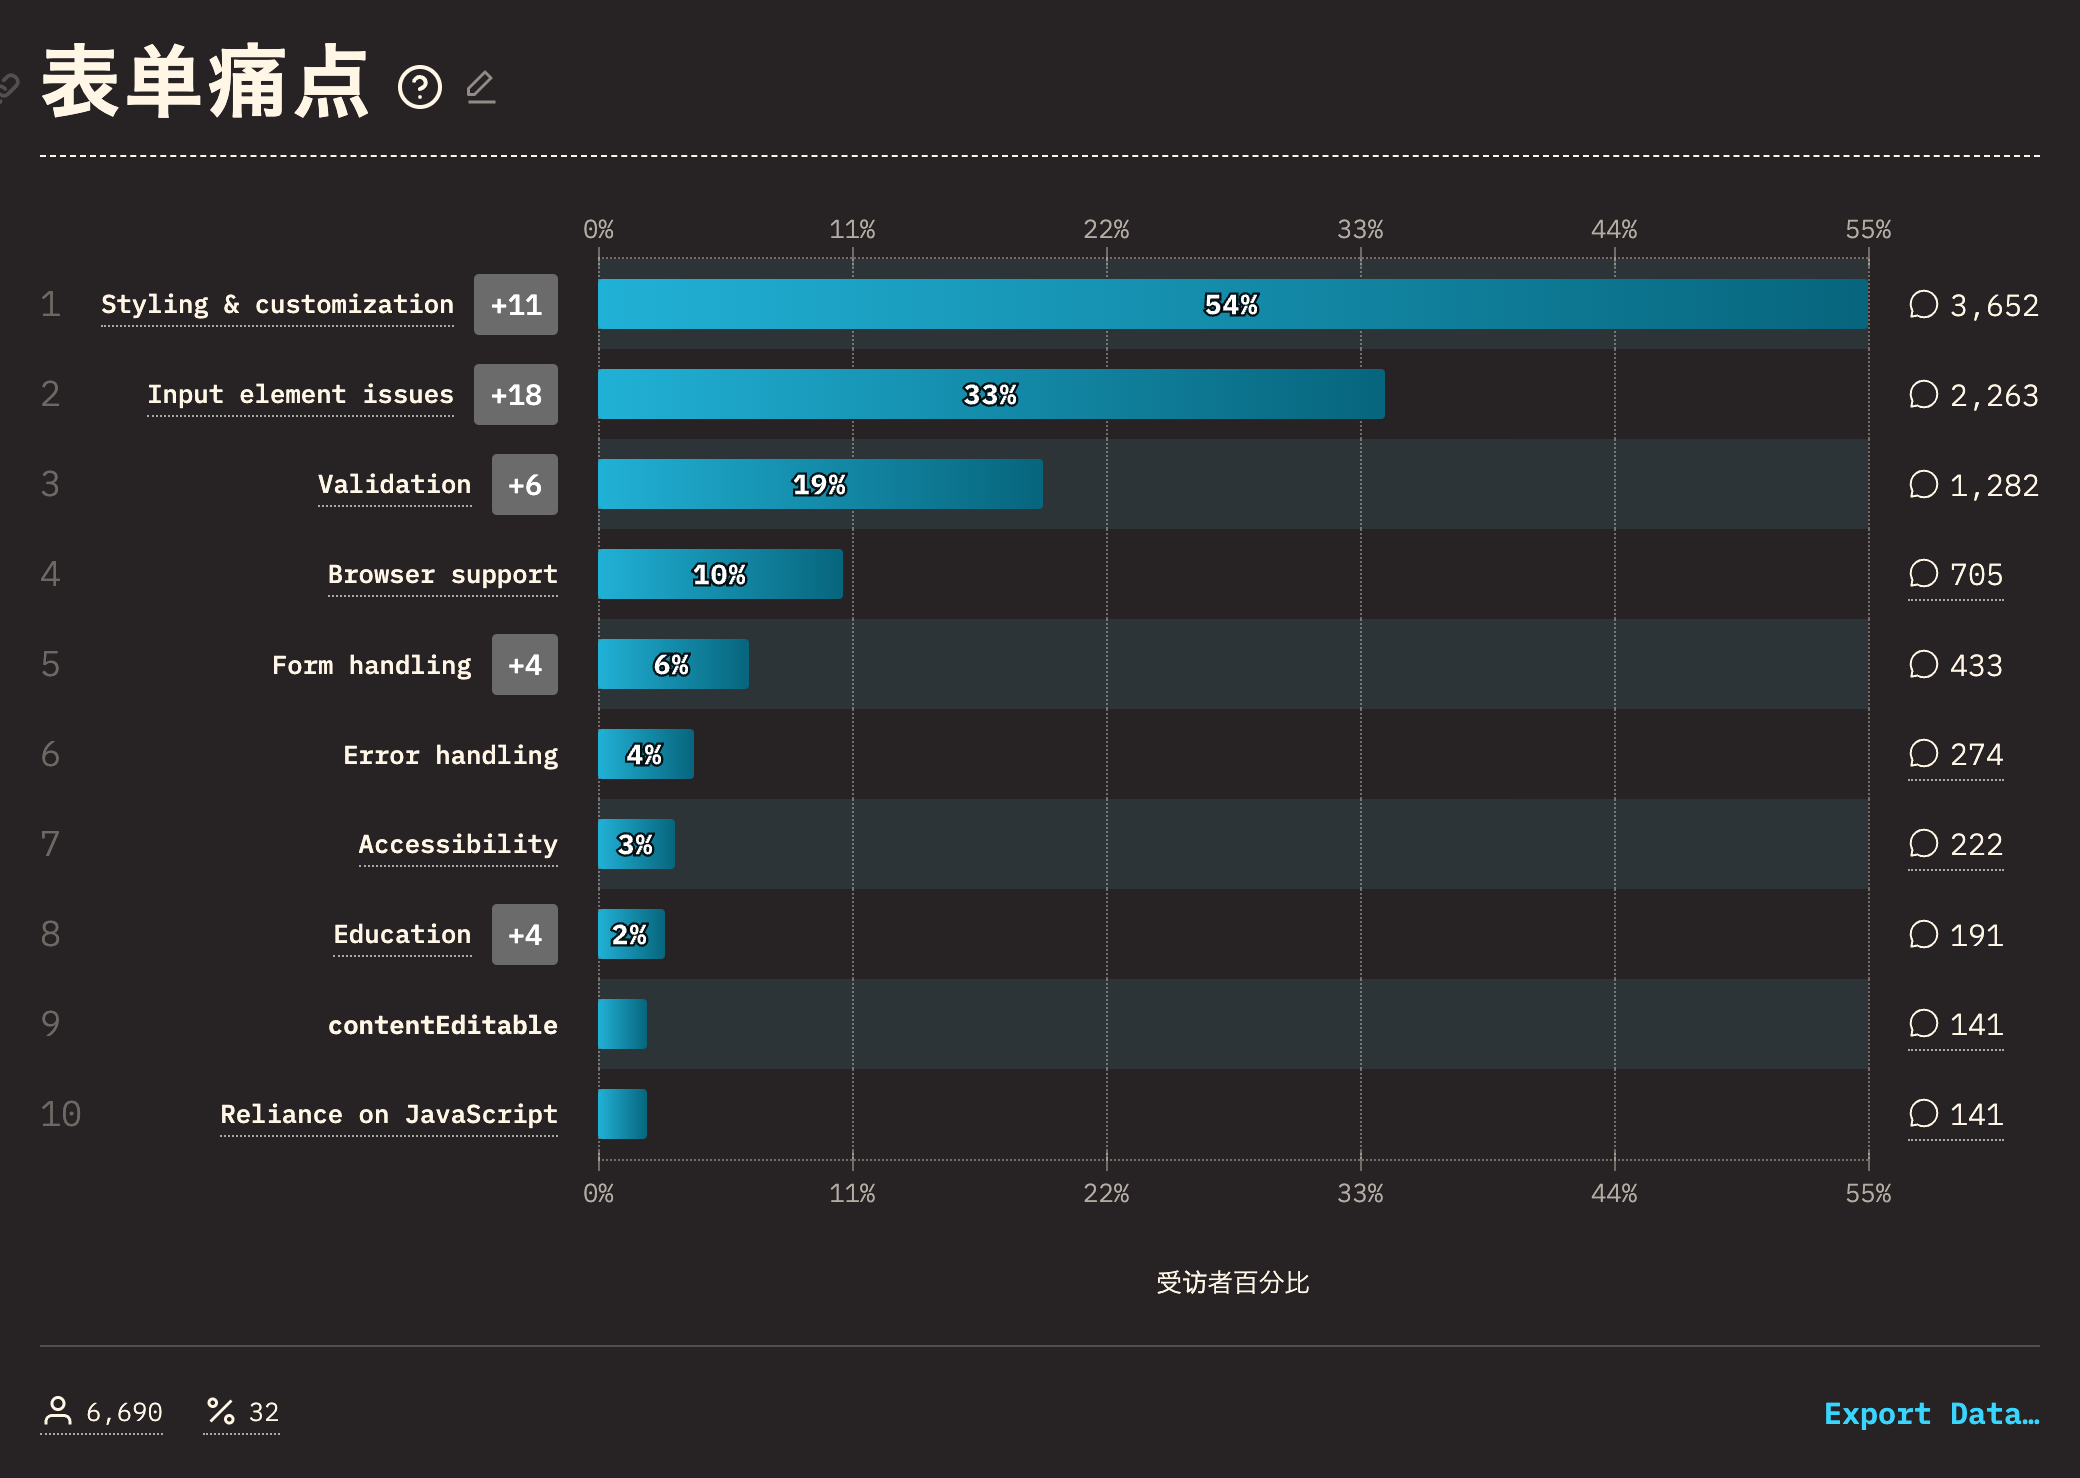 表单痛点
0% 11% 22% 33% 44% 55%
1 Styling & customization +11 54% 3,652
2 Input element issues +18 33% 2,263
3 Validation +6 19% 1,282
4 Browser support 10% 705
5 Form handling +4 6% 433
6 Error handling 4% 274
7 Accessibility 3% 222
8 Education +4 2% 191
9 contentEditable 141
10 Reliance on JavaScript 141
0% 11% 22% 33% 44% 55%
受访者百分比
6,690 % 32 Export Data…